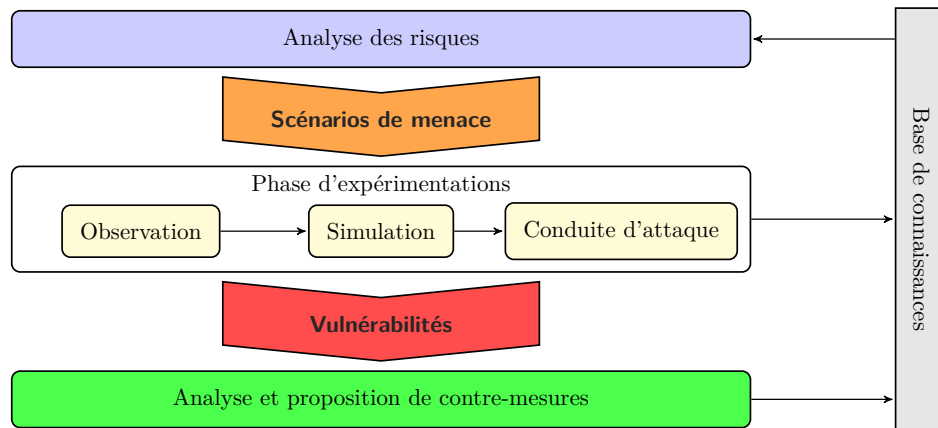 Analyse des risques
Scénarios de menace
Phase d'expérimentations
Observation
Simulation
Conduite d'attaque
Vulnérabilités
Analyse et proposition de contre-mesures
Base de connaissances